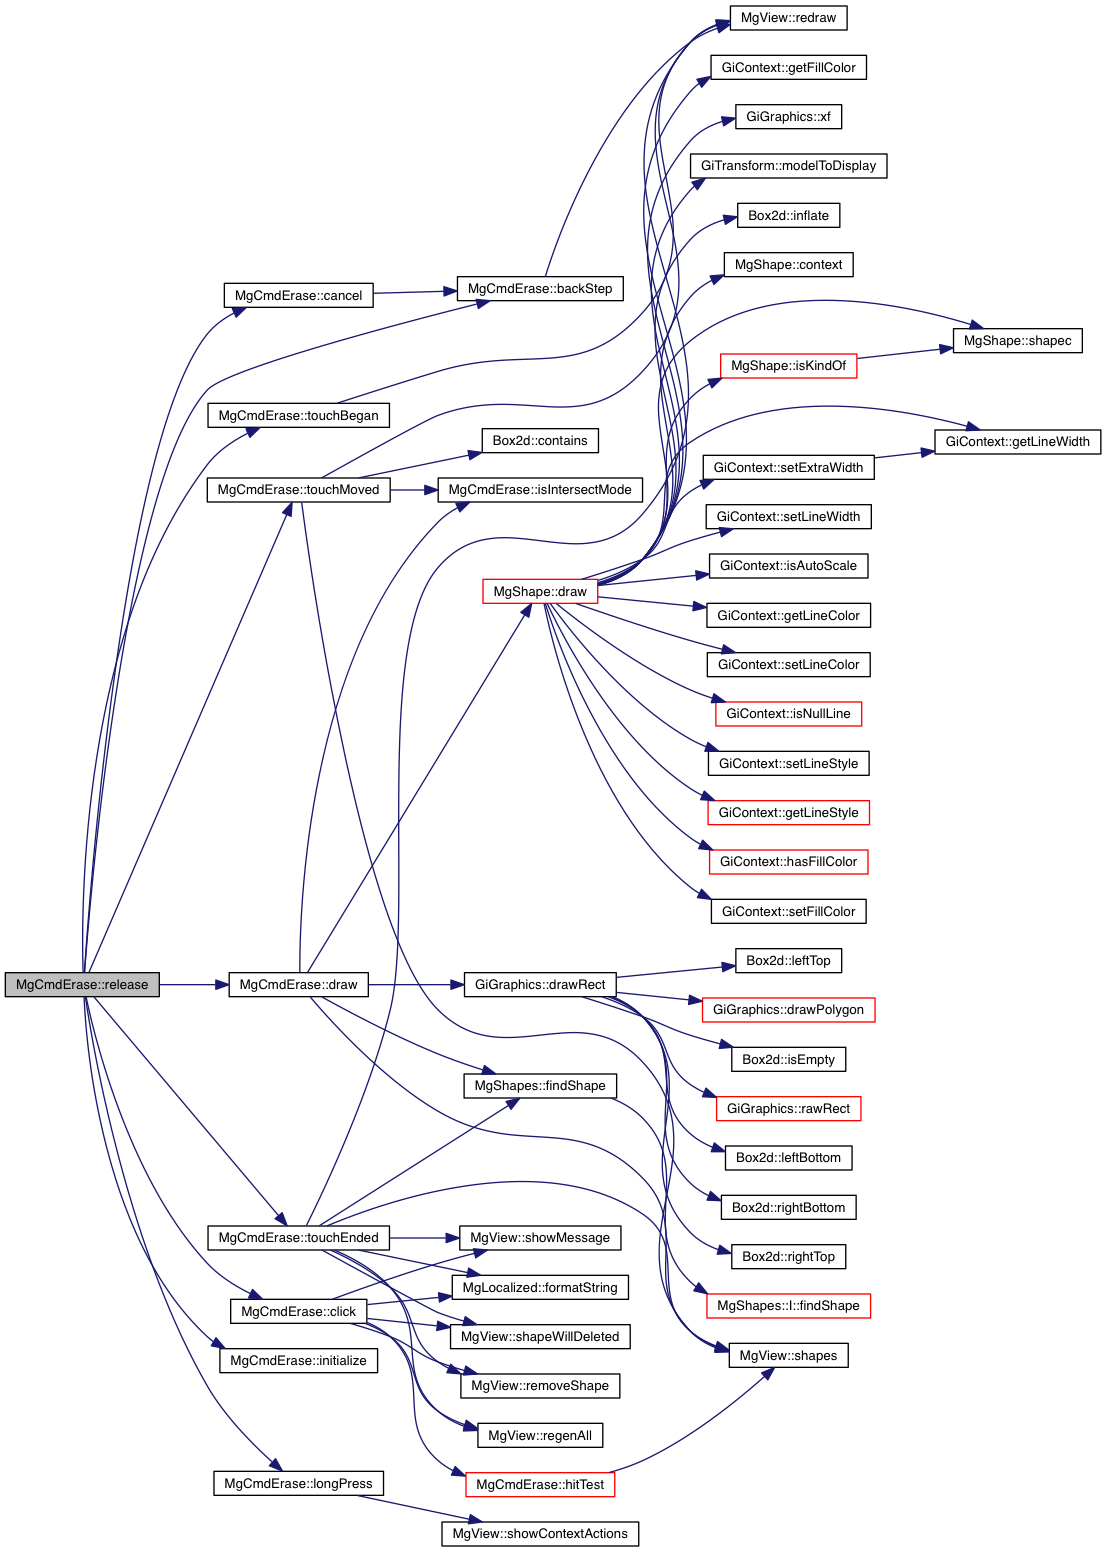 MgView::redraw
GiContext::getFillColor
GiGraphics::xf
GiTransform::modelToDisplay
Box2d::inflate
MgShape::context
MgCmdErase::cancel
MgCmdErase::backStep
MgShape::shapec
MgShape::isKindOf
MgCmdErase::touchBegan
Box2d::contains
GiContext::getLineWidth
GiContext::setExtraWidth
MgCmdErase::touchMoved
MgCmdErase::isIntersectMode
GiContext::setLineWidth
GiContext::isAutoScale
MgShape::draw
GiContext::getLineColor
GiContext::setLineColor
GiContext::isNullLine
GiContext::setLineStyle
GiContext::getLineStyle
GiContext::hasFillColor
GiContext::setFillColor
Box2d::leftTop
MgCmdErase::release
MgCmdErase::draw
GiGraphics::drawRect
GiGraphics::drawPolygon
Box2d::isEmpty
MgShapes::findShape
GiGraphics::rawRect
Box2d::leftBottom
Box2d::rightBottom
MgCmdErase::touchEnded
MgView::showMessage
Box2d::rightTop
MgLocalized::formatString
MgShapes::I::findShape
MgCmdErase::click
MgView::shapeWillDeleted
MgView::shapes
MgCmdErase::initialize
MgView::removeShape
MgView::regenAll
MgCmdErase::longPress
MgCmdErase::hitTest
MgView::showContextActions